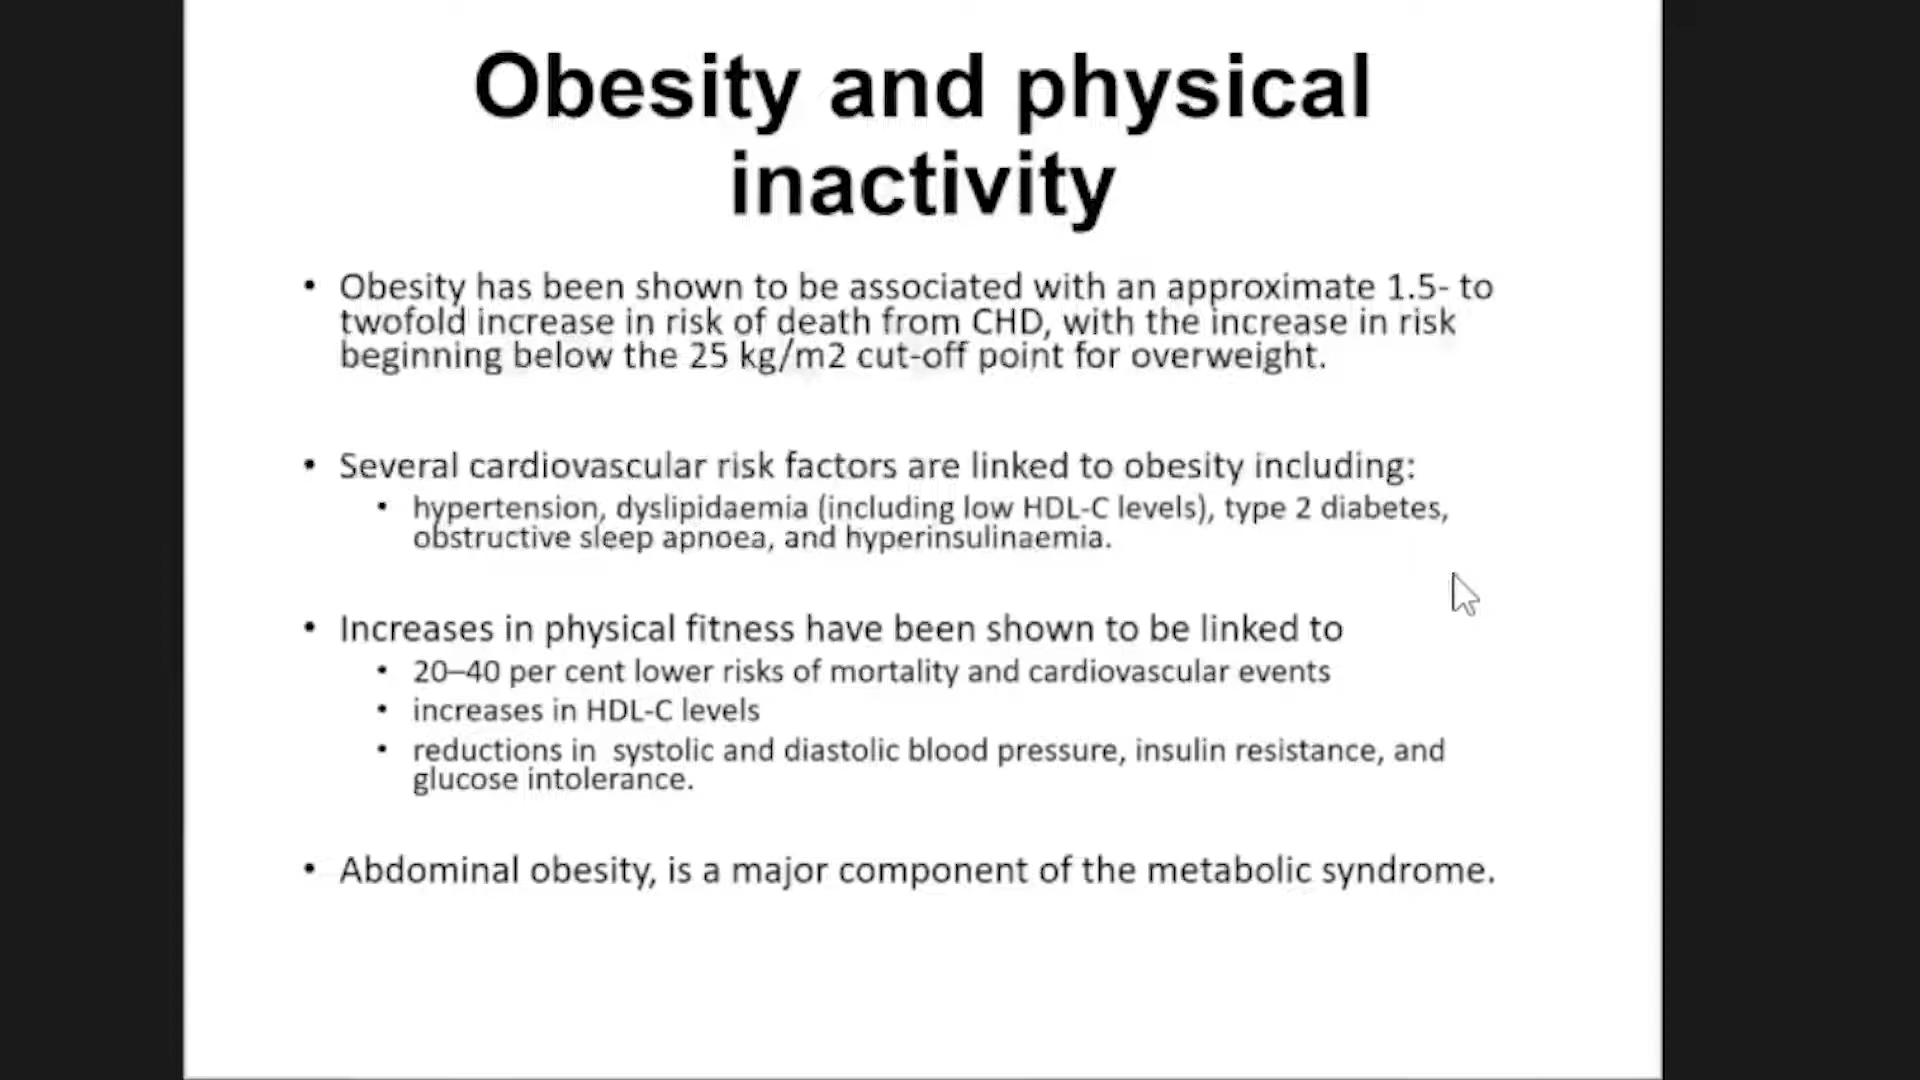 Obesity and physical
inactivity
• Obesity has been shown to be associated with an approximate 1.5- to
twofold increase in risk of death from CHD, with the increase in risk
beginning below the 25 kg/m2 cut-off point for overweight.
• Several cardiovascular risk factors are linked to obesity including:
• hypertension, dyslipidaemia (including low HDL-C levels), type 2 diabetes,
obstructive sleep apnoea, and hyperinsulinaemia.
• Increases in physical fitness have been shown to be linked to
• 20–40 per cent lower risks of mortality and cardiovascular events
• increases in HDL-C levels
• reductions in  systolic and diastolic blood pressure, insulin resistance, and
glucose intolerance.
• Abdominal obesity, is a major component of the metabolic syndrome.